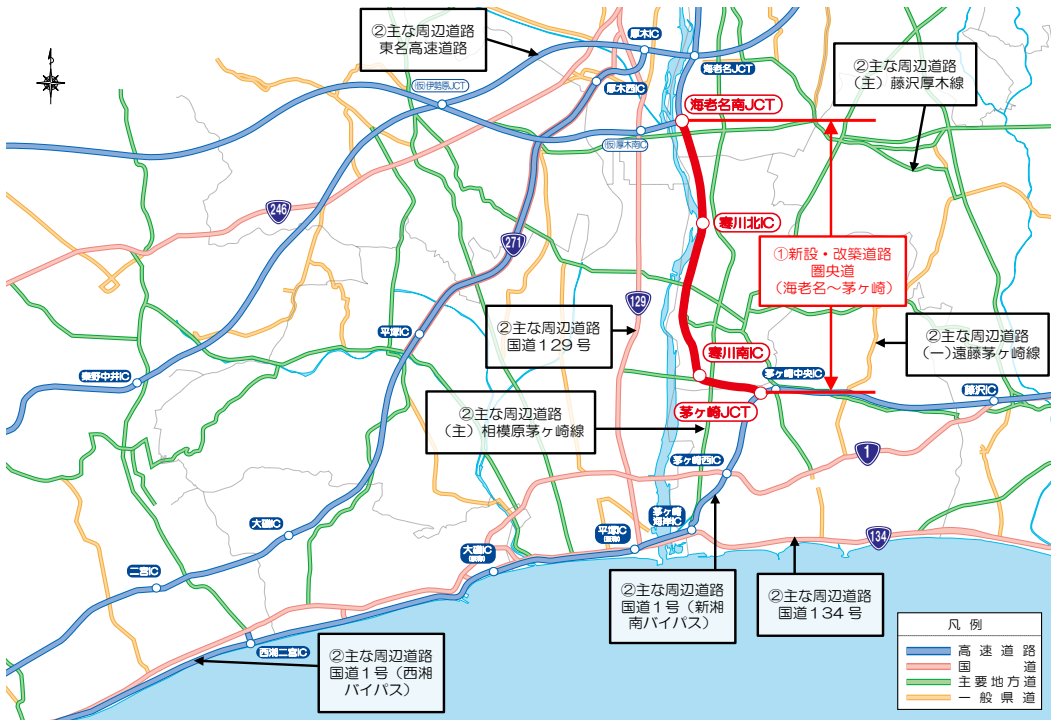 ②主な周辺道路
東名高速道路
厚木IC
海老名JCT
②主な周辺道路
(主) 藤沢厚木線
(仮)伊勢原JCT
厚木西IC
海老名南JCT
(仮)厚木南IC
246
271
寒川北IC
①新設・改築道路
圏央道
(海老名～茅ヶ崎)
129
②主な周辺道路
国道129号
平塚IC
②主な周辺道路
(一)遠藤茅ヶ崎線
秦野中井IC
寒川南IC
茅ヶ崎中央IC
藤沢IC
②主な周辺道路
(主) 相模原茅ヶ崎線
茅ヶ崎JCT
茅ヶ崎西IC
1
大磯IC
平塚IC
茅ヶ崎
海岸IC
134
大磯IC
二宮IC
②主な周辺道路
国道1号（新湘
南バイパス）
②主な周辺道路
国道134号
西湘二宮IC
②主な周辺道路
国道1号（西湘
バイパス）
凡例
高速道路
国道
主要地方道
一般県道